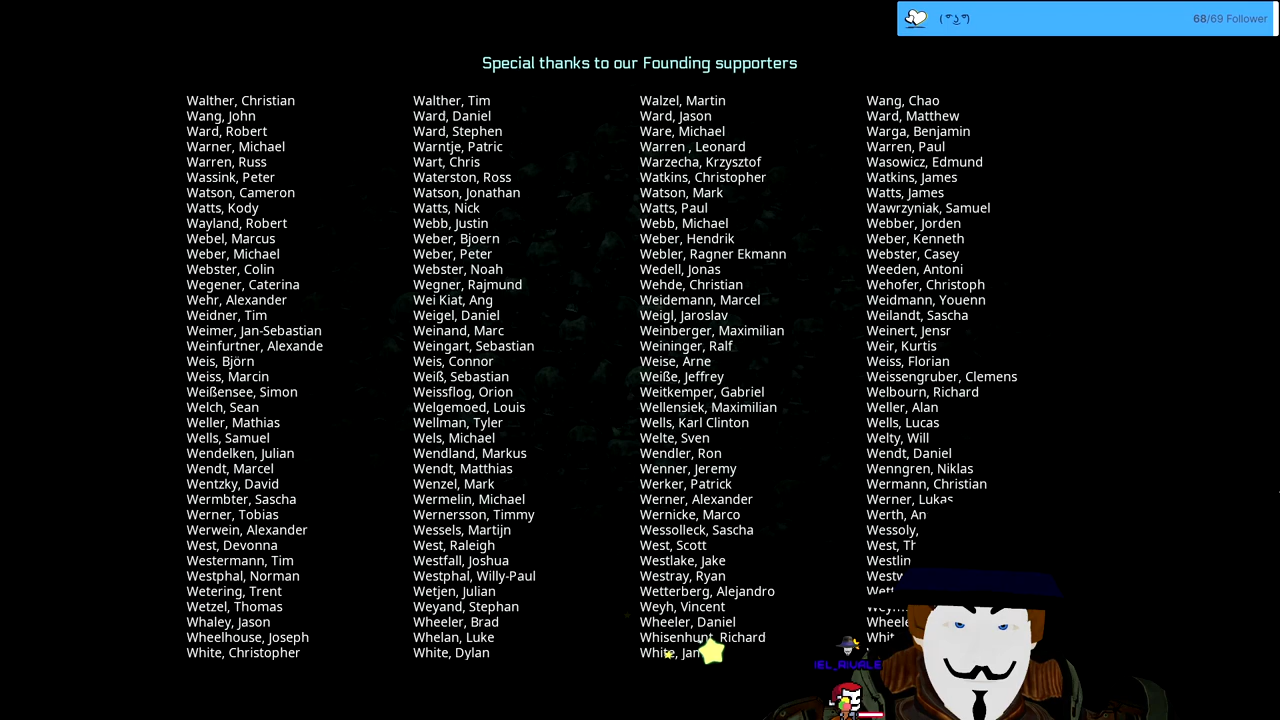 ( ͡° ͜ʖ ͡°)
68/69 Follower
Special thanks to our Founding supporters
Walther, Christian Walther, Tim Walzel, Martin Wang, Chao
Wang, John Ward, Daniel Ward, Jason Ward, Matthew
Ward, Robert Ward, Stephen Ware, Michael Warga, Benjamin
Warner, Michael Warntje, Patric Warren , Leonard Warren, Paul
Warren, Russ Wart, Chris Warzecha, Krzysztof Wasowicz, Edmund
Wassink, Peter Waterston, Ross Watkins, Christopher Watkins, James
Watson, Cameron Watson, Jonathan Watson, Mark Watts, James
Watts, Kody Watts, Nick Watts, Paul Wawrzyniak, Samuel
Wayland, Robert Webb, Justin Webb, Michael Webber, Jorden
Webel, Marcus Weber, Bjoern Weber, Hendrik Weber, Kenneth
Weber, Michael Weber, Peter Webler, Ragner Ekmann Webster, Casey
Webster, Colin Webster, Noah Wedell, Jonas Weeden, Antoni
Wegener, Caterina Wegner, Rajmund Wehde, Christian Wehofer, Christoph
Wehr, Alexander Wei Kiat, Ang Weidemann, Marcel Weidmann, Youenn
Weidner, Tim Weigel, Daniel Weigl, Jaroslav Weilandt, Sascha
Weimer, Jan-Sebastian Weinand, Marc Weinberger, Maximilian Weinert, Jensr
Weinfurtner, Alexande Weingart, Sebastian Weininger, Ralf Weir, Kurtis
Weis, Björn Weis, Connor Weise, Arne Weiss, Florian
Weiss, Marcin Weiß, Sebastian Weiße, Jeffrey Weissengruber, Clemens
Weißensee, Simon Weissflog, Orion Weitkemper, Gabriel Welbourn, Richard
Welch, Sean Welgemoed, Louis Wellensiek, Maximilian Weller, Alan
Weller, Mathias Wellman, Tyler Wells, Karl Clinton Wells, Lucas
Wells, Samuel Wels, Michael Welte, Sven Welty, Will
Wendelken, Julian Wendland, Markus Wendler, Ron Wendt, Daniel
Wendt, Marcel Wendt, Matthias Wenner, Jeremy Wenngren, Niklas
Wentzky, David Wenzel, Mark Werker, Patrick Wermann, Christian
Wermbter, Sascha Wermelin, Michael Werner, Alexander Werner, Lukas
Werner, Tobias Wernersson, Timmy Wernicke, Marco Werth, An
Werwein, Alexander Wessels, Martijn Wessolleck, Sascha Wessoly,
West, Devonna West, Raleigh West, Scott West, Th
Westermann, Tim Westfall, Joshua Westlake, Jake Westlin
Westphal, Norman Westphal, Willy-Paul Westray, Ryan Westw
Wetering, Trent Wetjen, Julian Wetterberg, Alejandro Wett
Wetzel, Thomas Weyand, Stephan Weyh, Vincent
Whaley, Jason Wheeler, Brad Wheeler, Daniel Wheele
Wheelhouse, Joseph Whelan, Luke Whisenhunt, Richard Whit
White, Christopher White, Dylan White, Jan
IEL_RIVALE